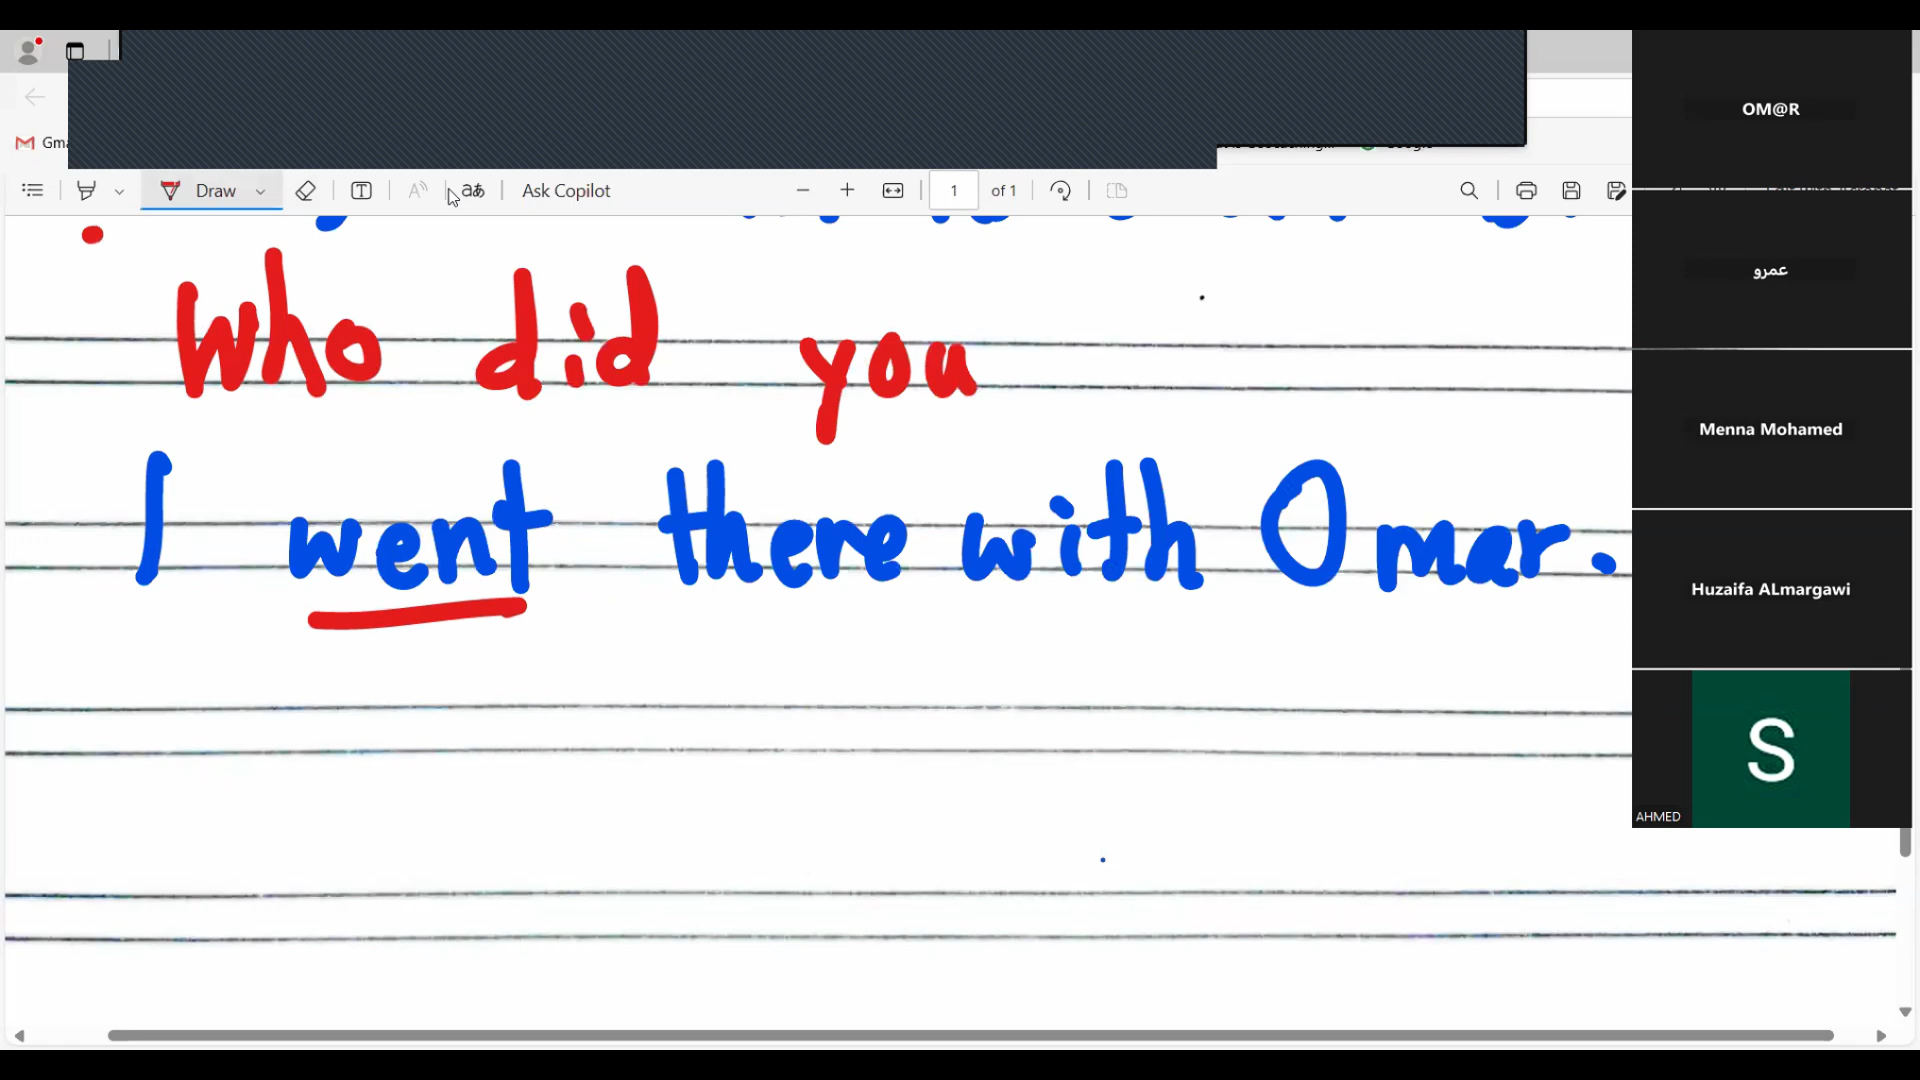 Ask Copilot
Draw
1 of 1
Who did you
I went there with Omar.
OM@R
عمرو
Menna Mohamed
Huzaifa ALmargawi
S
AHMED